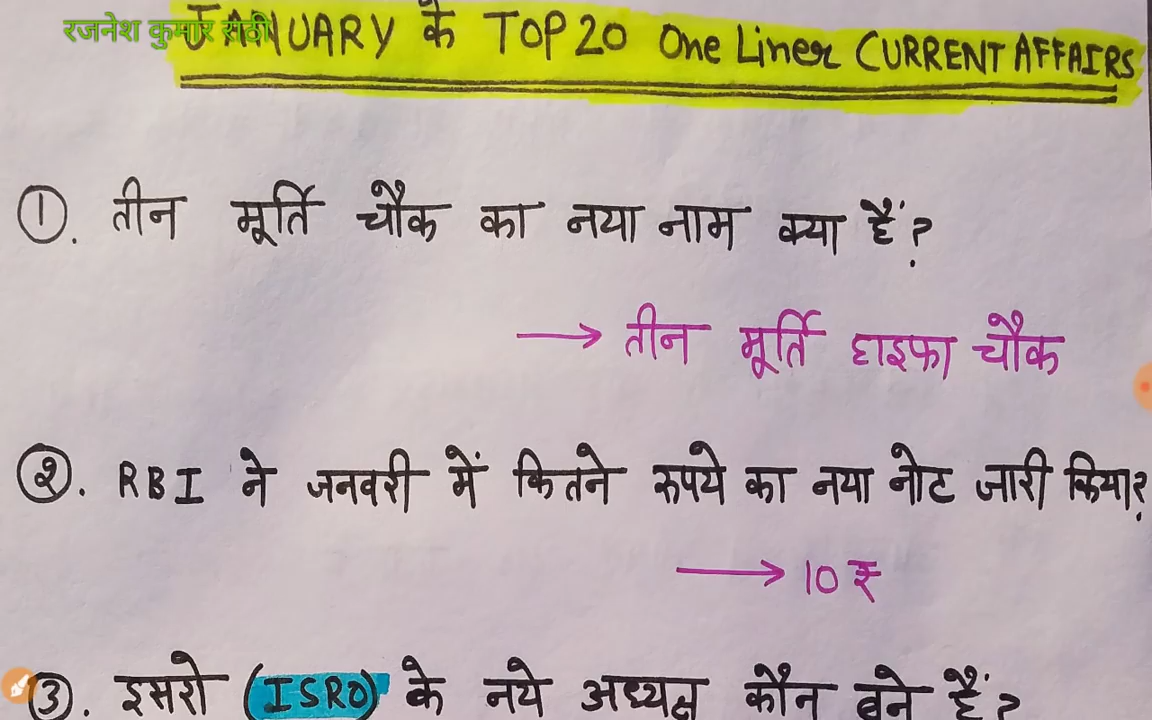 रजनेश कुमार राठी
JANUARY के TOP 20 One Liner CURRENT AFFAIRS
①. तीन मूर्ति चौक का नया नाम क्या हैं?
→ तीन मूर्ति हाइफा चौक
②. RBI ने जनवरी में कितने रुपये का नया नोट जारी किया?
→ 10 ₹
③. इसरो (ISRO) के नये अध्यक्ष कौन बने हैं?